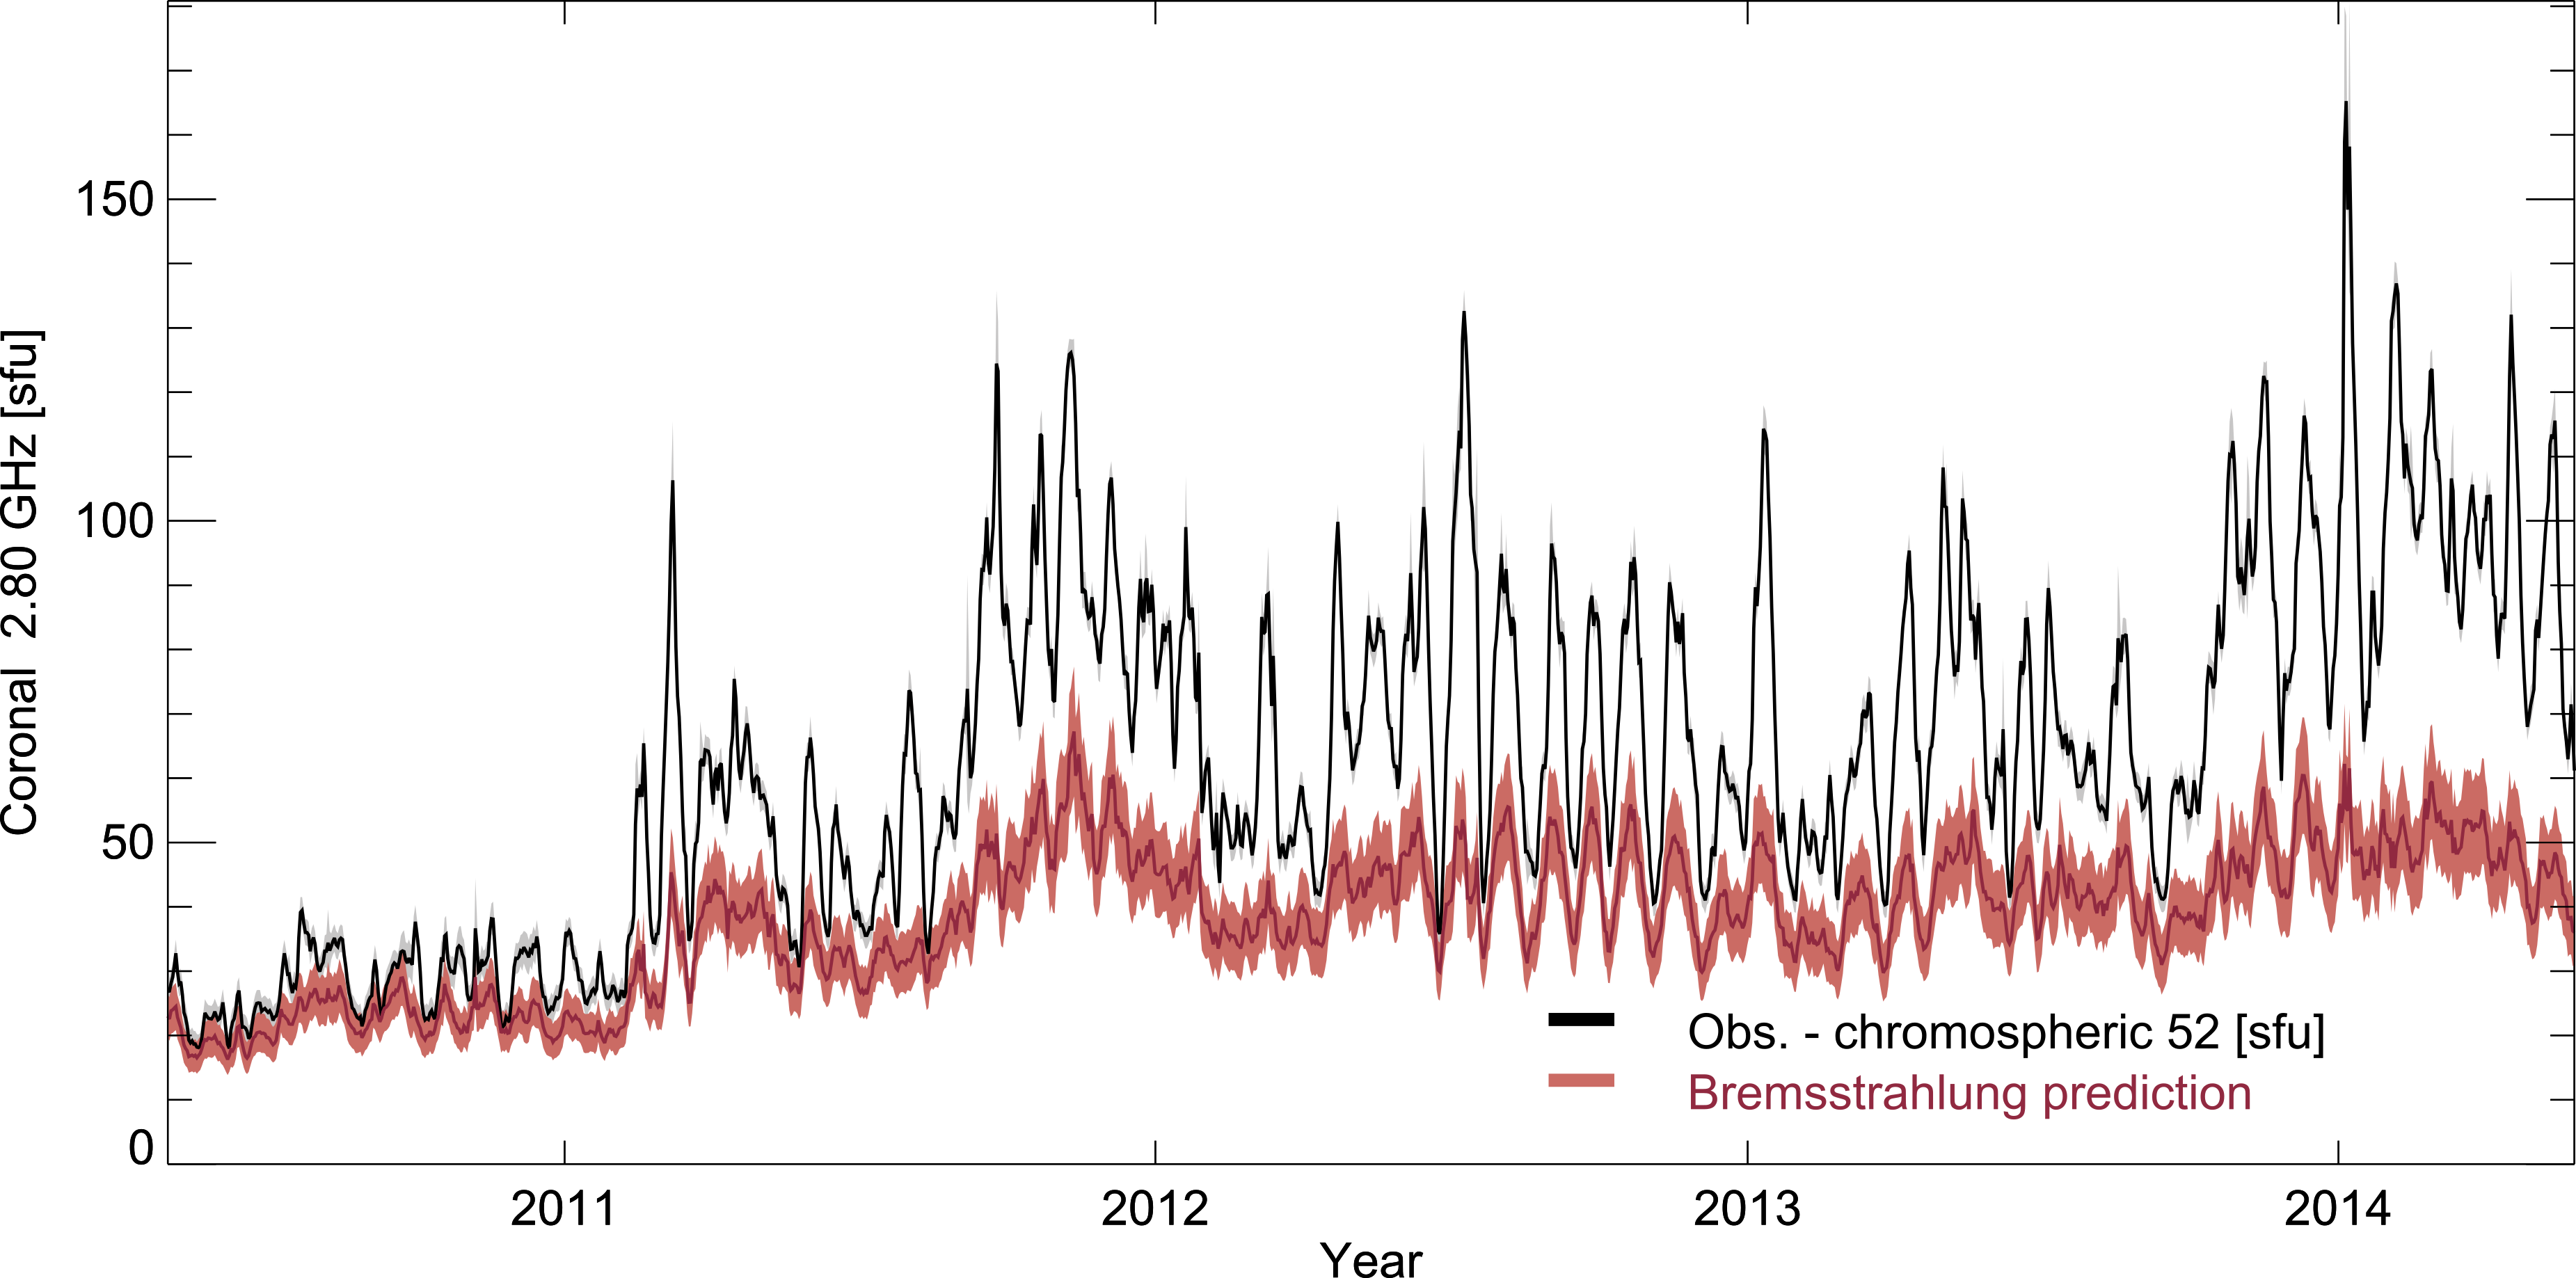 Coronal 2.80 GHz [sfu]
150
100
50
0
Obs. - chromospheric 52 [sfu]
Bremsstrahlung prediction
2011 2012 2013 2014
Year